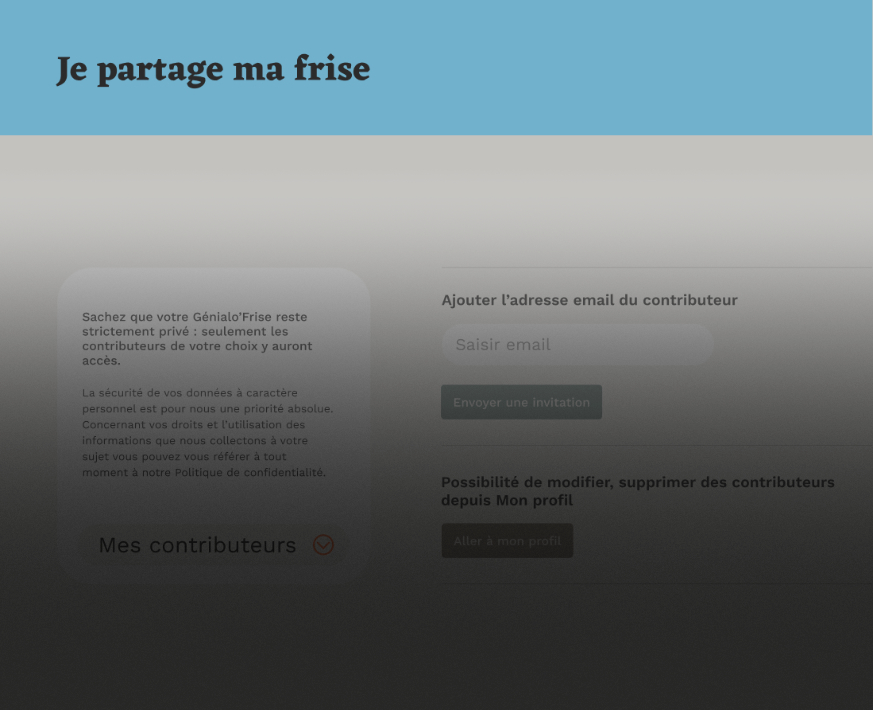 Je partage ma frise
Sachez que votre Génialo’Frise reste
strictement privé : seulement les
contributeurs de votre choix y auront
accès.
La sécurité de vos données à caractère
personnel est pour nous une priorité absolue.
Concernant vos droits et l’utilisation des
informations que nous collectons à votre
sujet vous pouvez vous référer à tout
moment à notre Politique de confidentialité.
Mes contributeurs
Ajouter l’adresse email du contributeur
Saisir email
Envoyer une invitation
Possibilité de modifier, supprimer des contributeurs
depuis Mon profil
Aller à mon profil